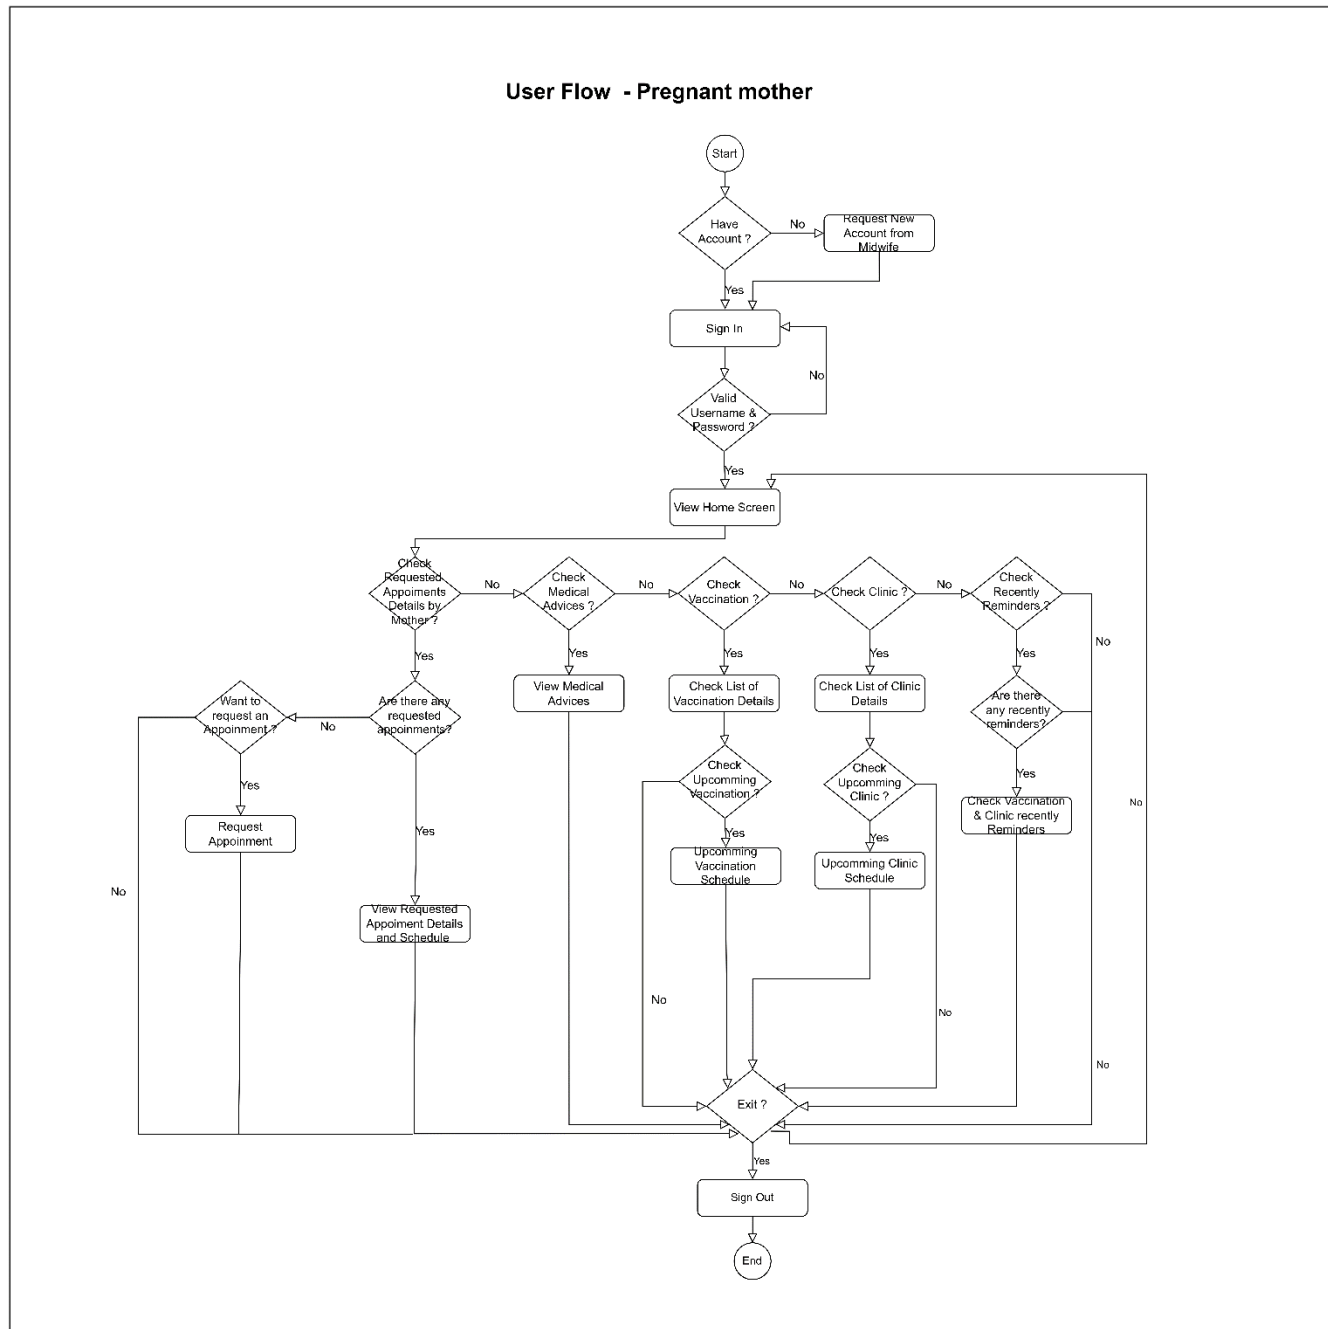 User Flow - Pregnant mother
Start
Have
Account ?
No
Request New
Account from
Midwife
Yes
Sign In
No
Valid
Username &
Password ?
Yes
View Home Screen
Check
Requested
Appoiments
Details by
Mother ?
No
Check
Medical
Advices ?
No
Check
Vaccination ?
No
Check Clinic ?
No
Check
Recently
Reminders ?
No
Yes
Yes
Yes
Yes
Yes
Want to
request an
Appoinment ?
No
Are there any
requested
appoinments?
View Medical
Advices
Check List of
Vaccination Details
Check List of Clinic
Details
Are there
any recently
reminders?
Yes
Request
Appoinment
Yes
Check
Upcomming
Vaccination ?
Check
Upcomming
Clinic ?
Yes
Check Vaccination
& Clinic recently
Reminders
No
Yes
Upcomming
Vaccination
Schedule
Yes
Upcomming Clinic
Schedule
No
View Requested
Appoiment Details
and Schedule
No
No
No
Exit ?
Yes
Sign Out
End